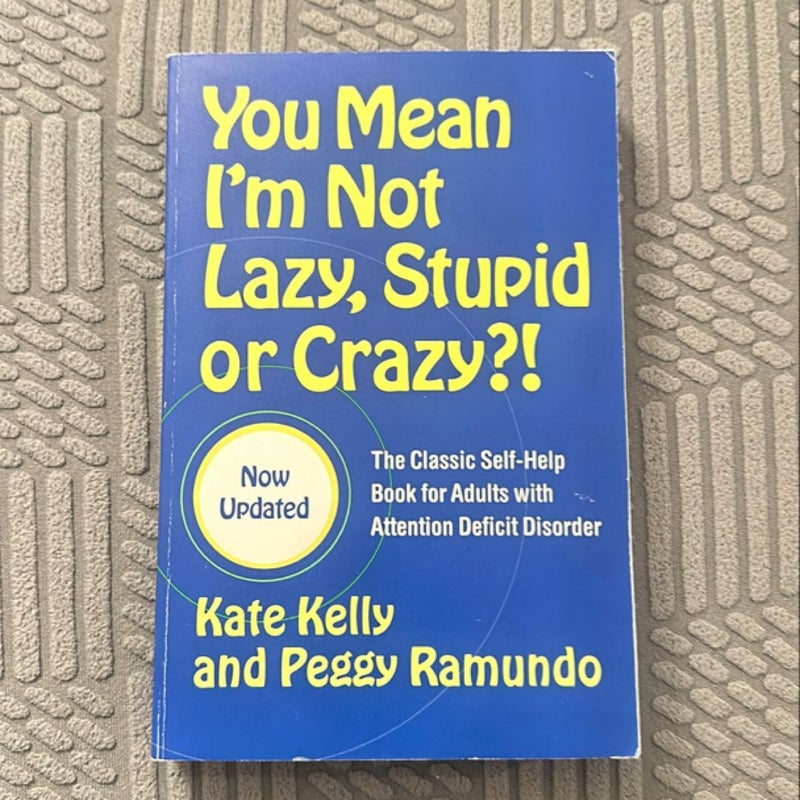 You Mean
I'm Not
Lazy, Stupid
or Crazy?!
Now
Updated
The Classic Self-Help
Book for Adults with
Attention Deficit Disorder
Kate Kelly
and Peggy Ramundo